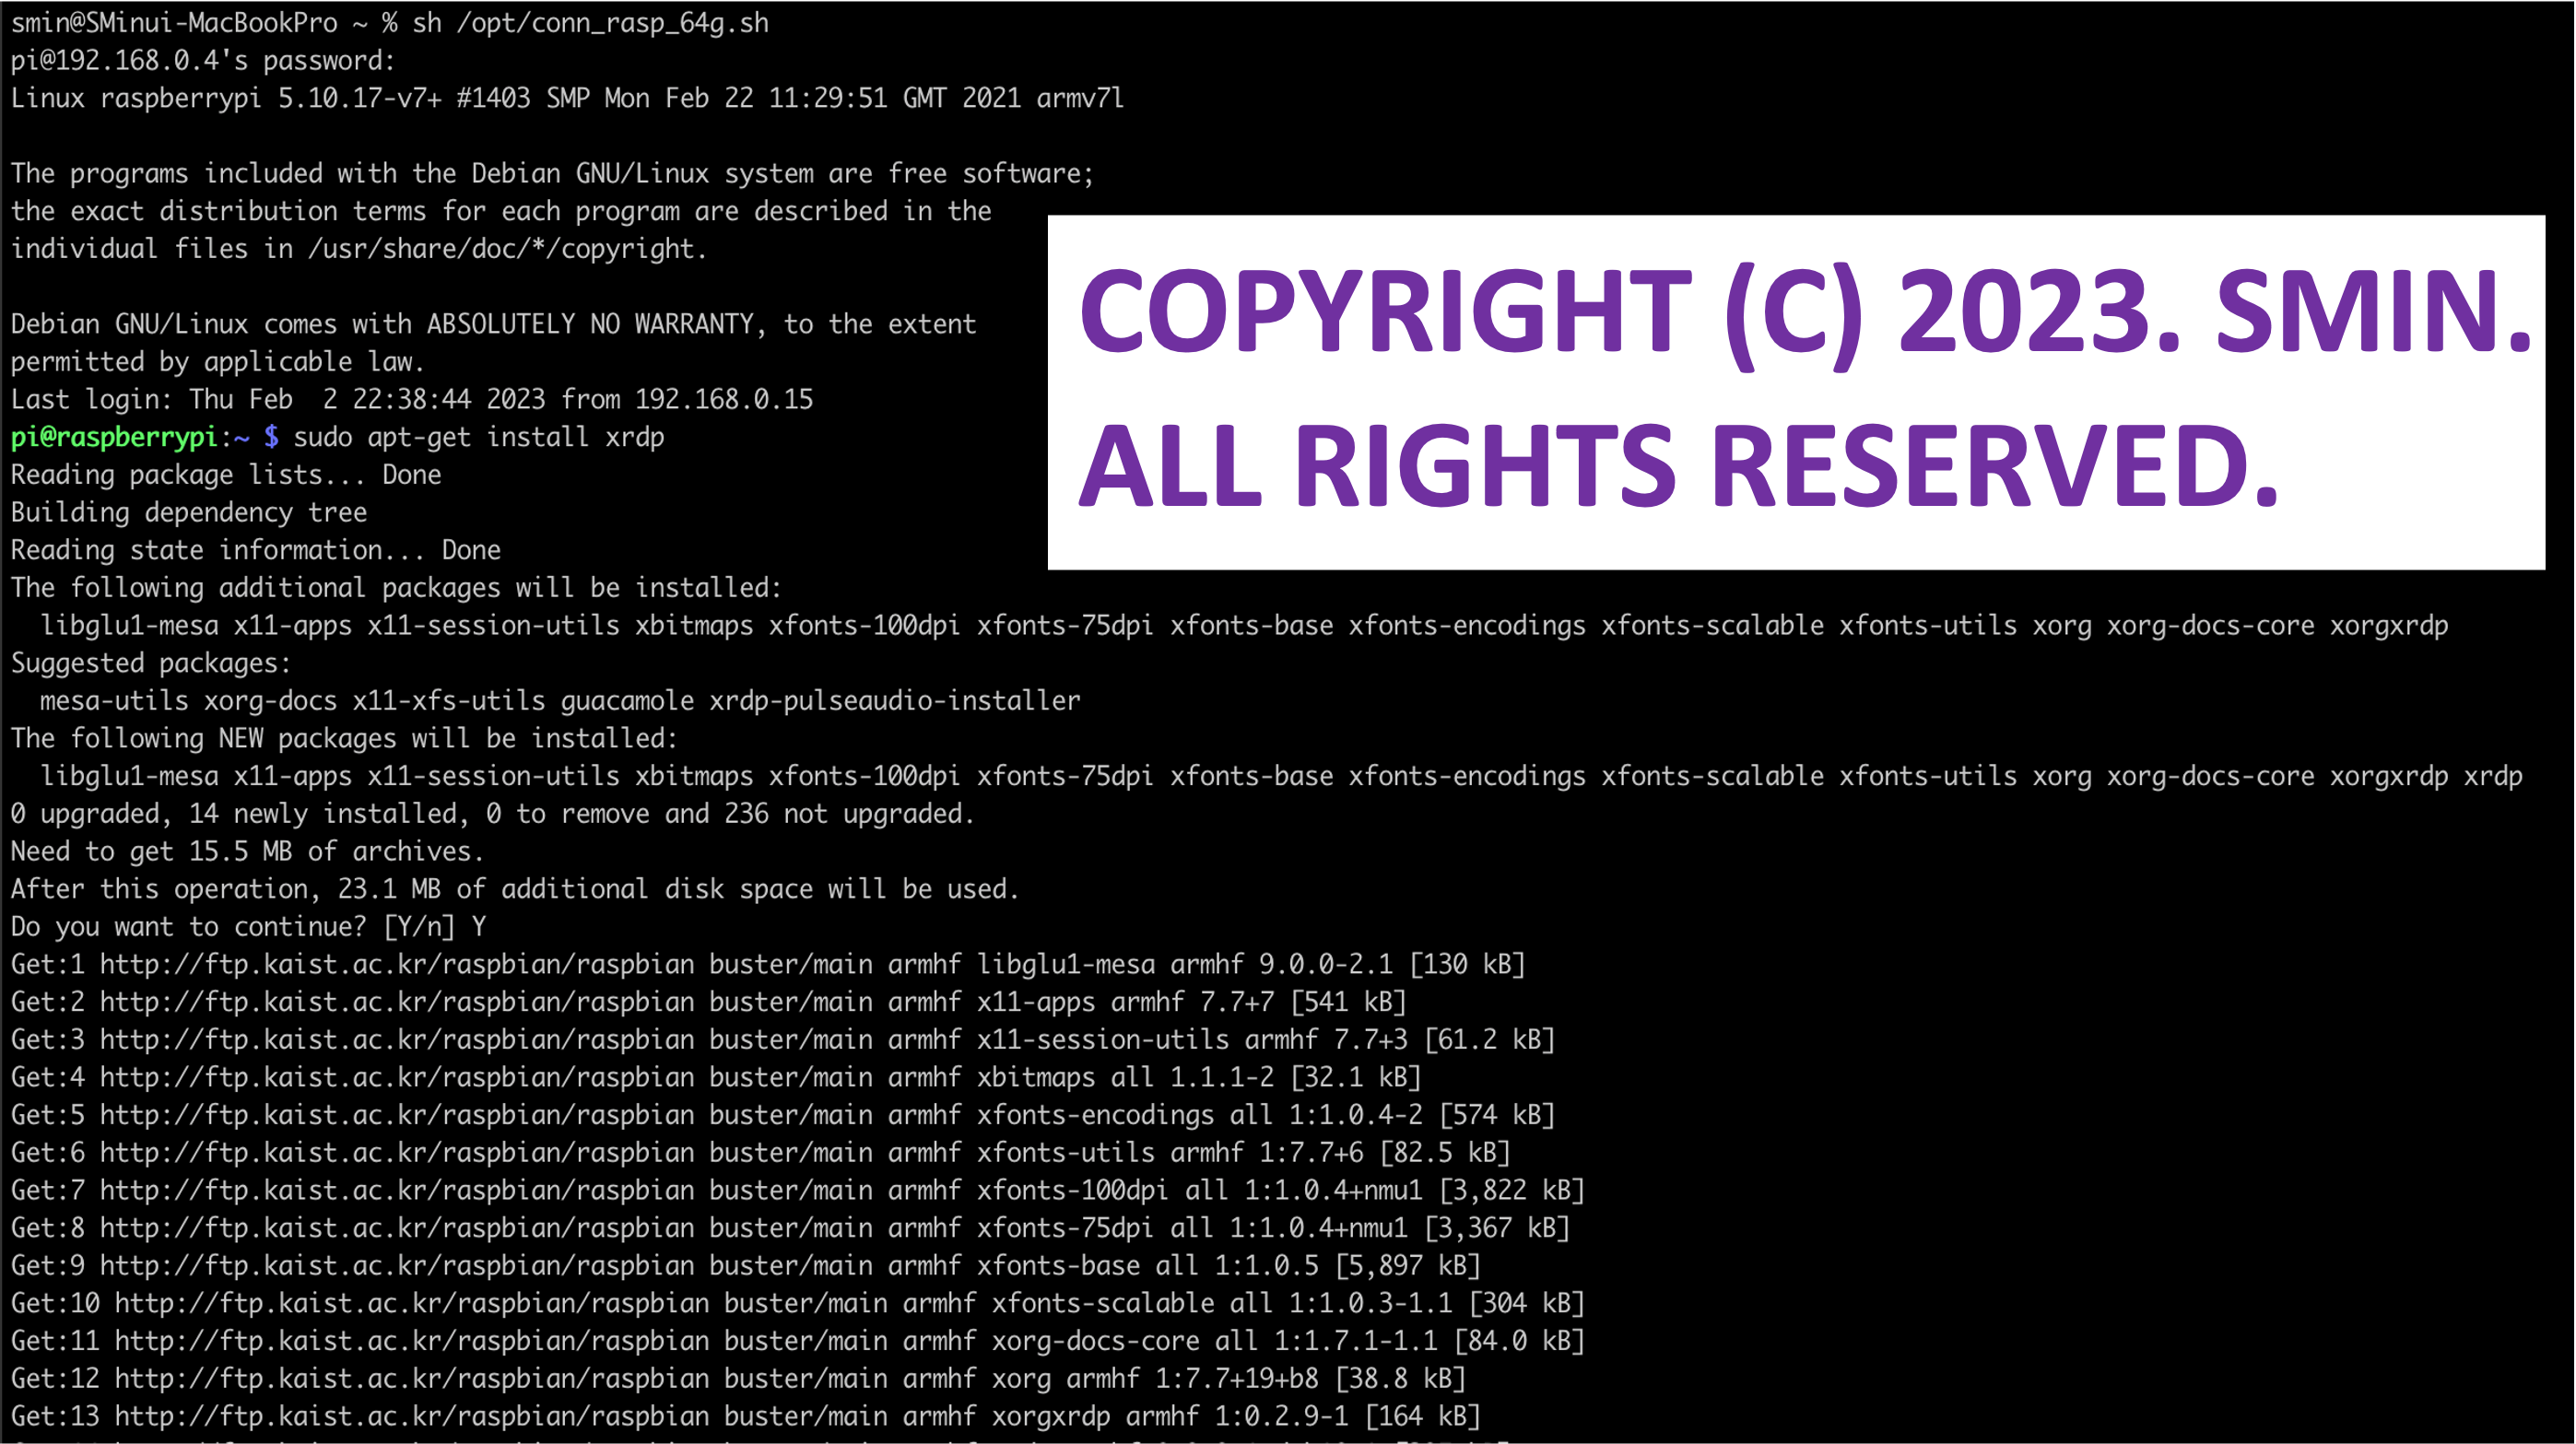 smin@SMinui-MacBookPro ~ % sh /opt/conn_rasp_64g.sh
pi@192.168.0.4's password:
Linux raspberrypi 5.10.17-v7+ #1403 SMP Mon Feb 22 11:29:51 GMT 2021 armv7l
The programs included with the Debian GNU/Linux system are free software;
the exact distribution terms for each program are described in the
individual files in /usr/share/doc/*/copyright.
Debian GNU/Linux comes with ABSOLUTELY NO WARRANTY, to the extent
permitted by applicable law.
Last login: Thu Feb  2 22:38:44 2023 from 192.168.0.15
COPYRIGHT (C) 2023. SMIN.
ALL RIGHTS RESERVED.
pi@raspberrypi:~ $ sudo apt-get install xrdp
Reading package lists... Done
Building dependency tree
Reading state information... Done
The following additional packages will be installed:
  libglu1-mesa x11-apps x11-session-utils xbitmaps xfonts-100dpi xfonts-75dpi xfonts-base xfonts-encodings xfonts-scalable xfonts-utils xorg xorg-docs-core xorgxrdp
Suggested packages:
  mesa-utils xorg-docs x11-xfs-utils guacamole xrdp-pulseaudio-installer
The following NEW packages will be installed:
  libglu1-mesa x11-apps x11-session-utils xbitmaps xfonts-100dpi xfonts-75dpi xfonts-base xfonts-encodings xfonts-scalable xfonts-utils xorg xorg-docs-core xorgxrdp xrdp
0 upgraded, 14 newly installed, 0 to remove and 236 not upgraded.
Need to get 15.5 MB of archives.
After this operation, 23.1 MB of additional disk space will be used.
Do you want to continue? [Y/n] Y
Get:1 http://ftp.kaist.ac.kr/raspbian/raspbian buster/main armhf libglu1-mesa armhf 9.0.0-2.1 [130 kB]
Get:2 http://ftp.kaist.ac.kr/raspbian/raspbian buster/main armhf x11-apps armhf 7.7+7 [541 kB]
Get:3 http://ftp.kaist.ac.kr/raspbian/raspbian buster/main armhf x11-session-utils armhf 7.7+3 [61.2 kB]
Get:4 http://ftp.kaist.ac.kr/raspbian/raspbian buster/main armhf xbitmaps all 1.1.1-2 [32.1 kB]
Get:5 http://ftp.kaist.ac.kr/raspbian/raspbian buster/main armhf xfonts-encodings all 1:1.0.4-2 [574 kB]
Get:6 http://ftp.kaist.ac.kr/raspbian/raspbian buster/main armhf xfonts-utils armhf 1:7.7+6 [82.5 kB]
Get:7 http://ftp.kaist.ac.kr/raspbian/raspbian buster/main armhf xfonts-100dpi all 1:1.0.4+nmu1 [3,822 kB]
Get:8 http://ftp.kaist.ac.kr/raspbian/raspbian buster/main armhf xfonts-75dpi all 1:1.0.4+nmu1 [3,367 kB]
Get:9 http://ftp.kaist.ac.kr/raspbian/raspbian buster/main armhf xfonts-base all 1:1.0.5 [5,897 kB]
Get:10 http://ftp.kaist.ac.kr/raspbian/raspbian buster/main armhf xfonts-scalable all 1:1.0.3-1.1 [304 kB]
Get:11 http://ftp.kaist.ac.kr/raspbian/raspbian buster/main armhf xorg-docs-core all 1:1.7.1-1.1 [84.0 kB]
Get:12 http://ftp.kaist.ac.kr/raspbian/raspbian buster/main armhf xorg armhf 1:7.7+19+b8 [38.8 kB]
Get:13 http://ftp.kaist.ac.kr/raspbian/raspbian buster/main armhf xorgxrdp armhf 1:0.2.9-1 [164 kB]